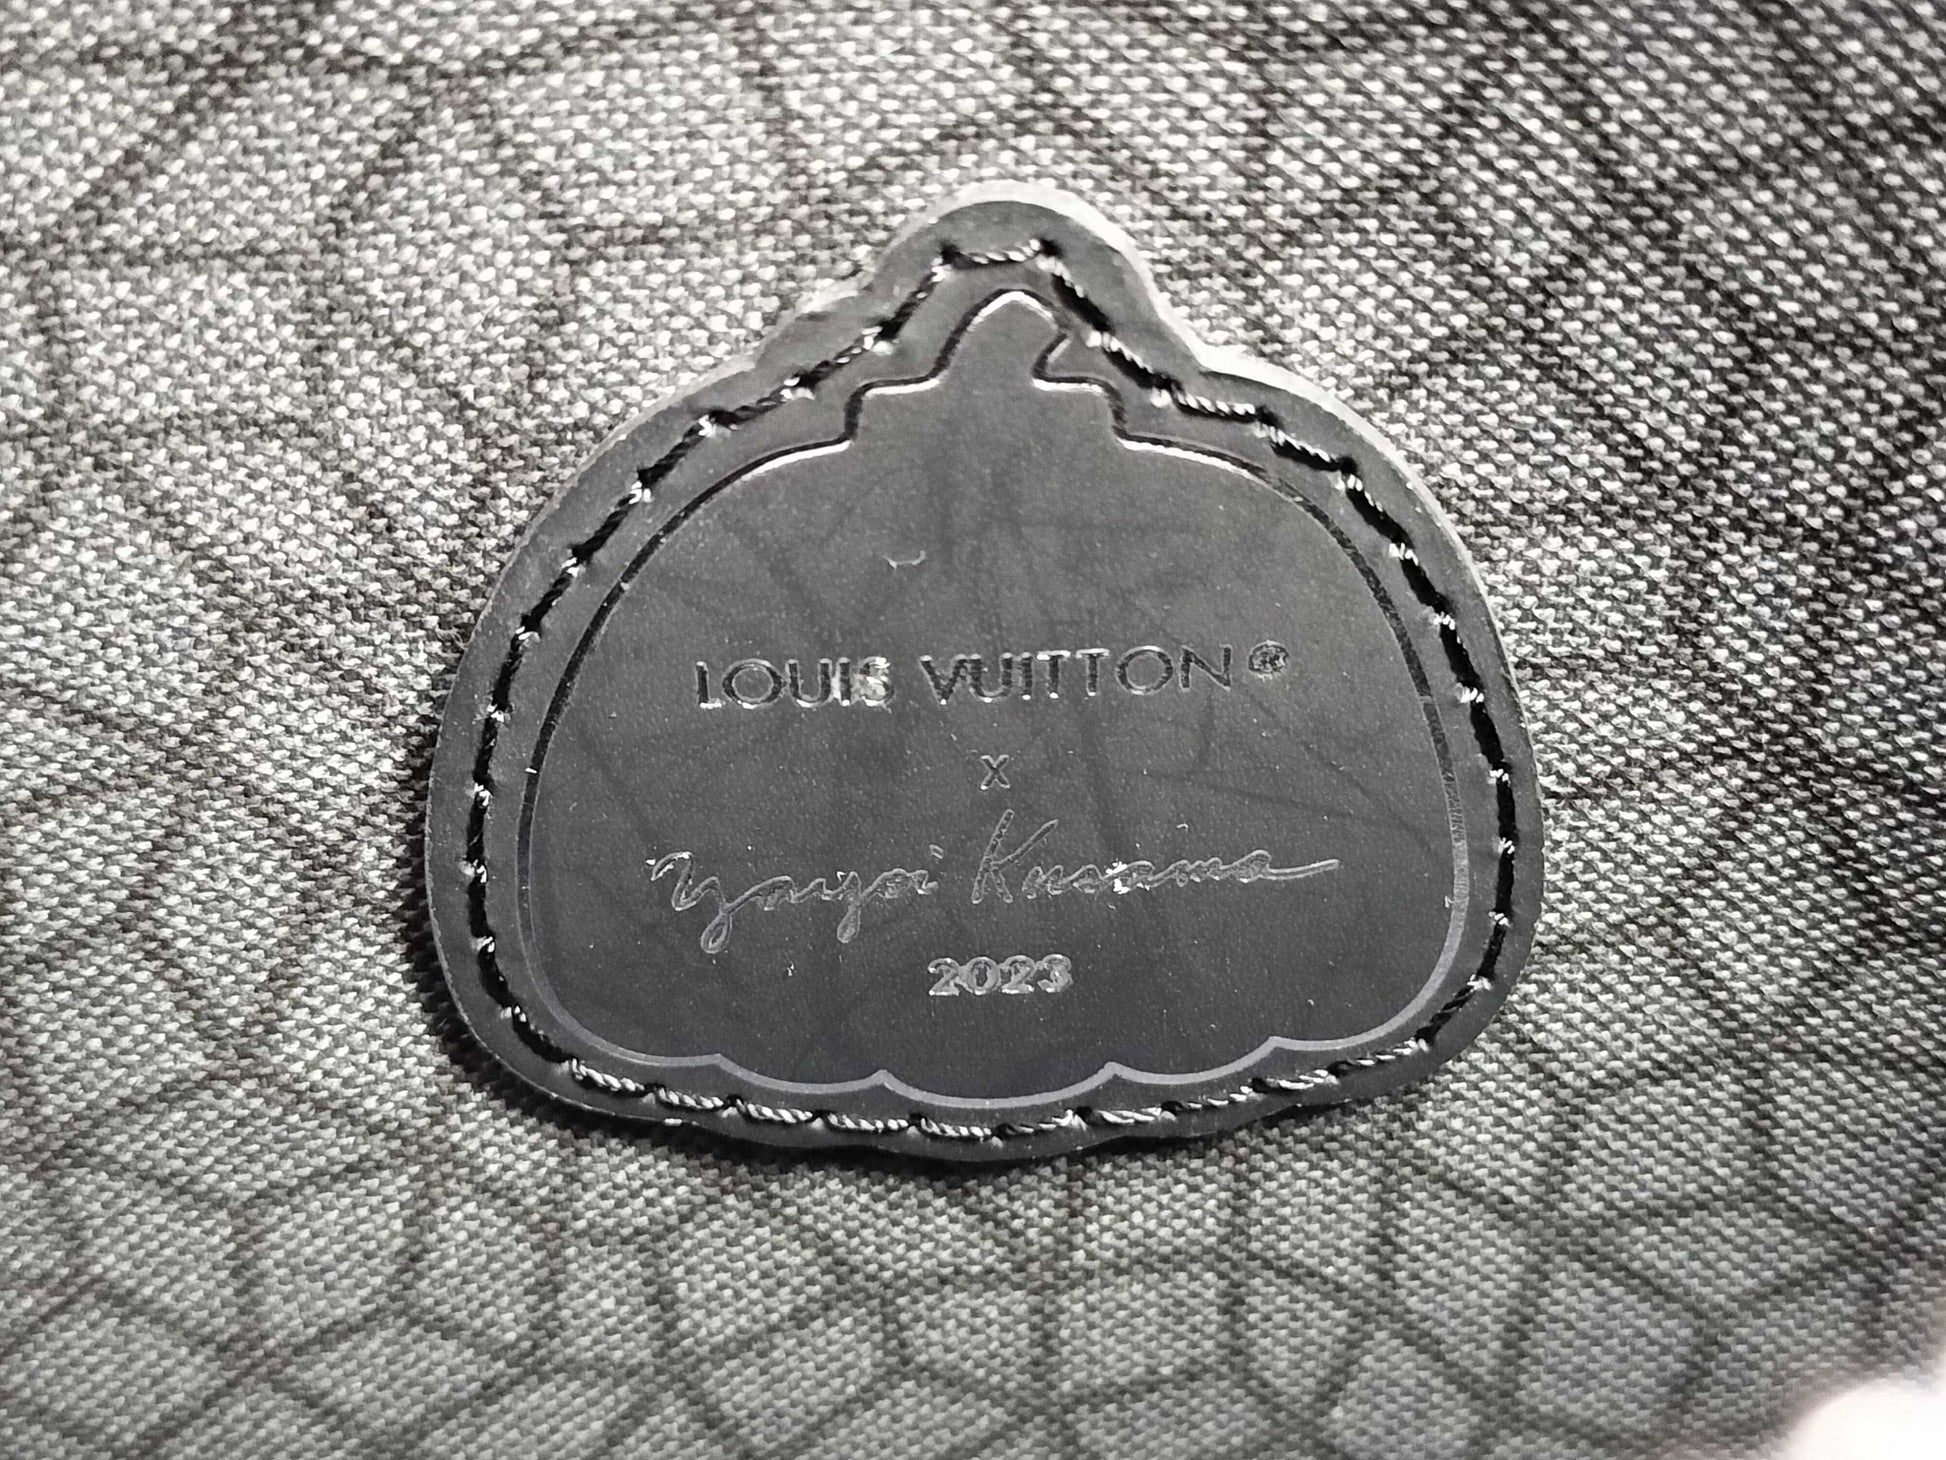 LOUIS VUITTON®
x
Yayoi Kusama
2023